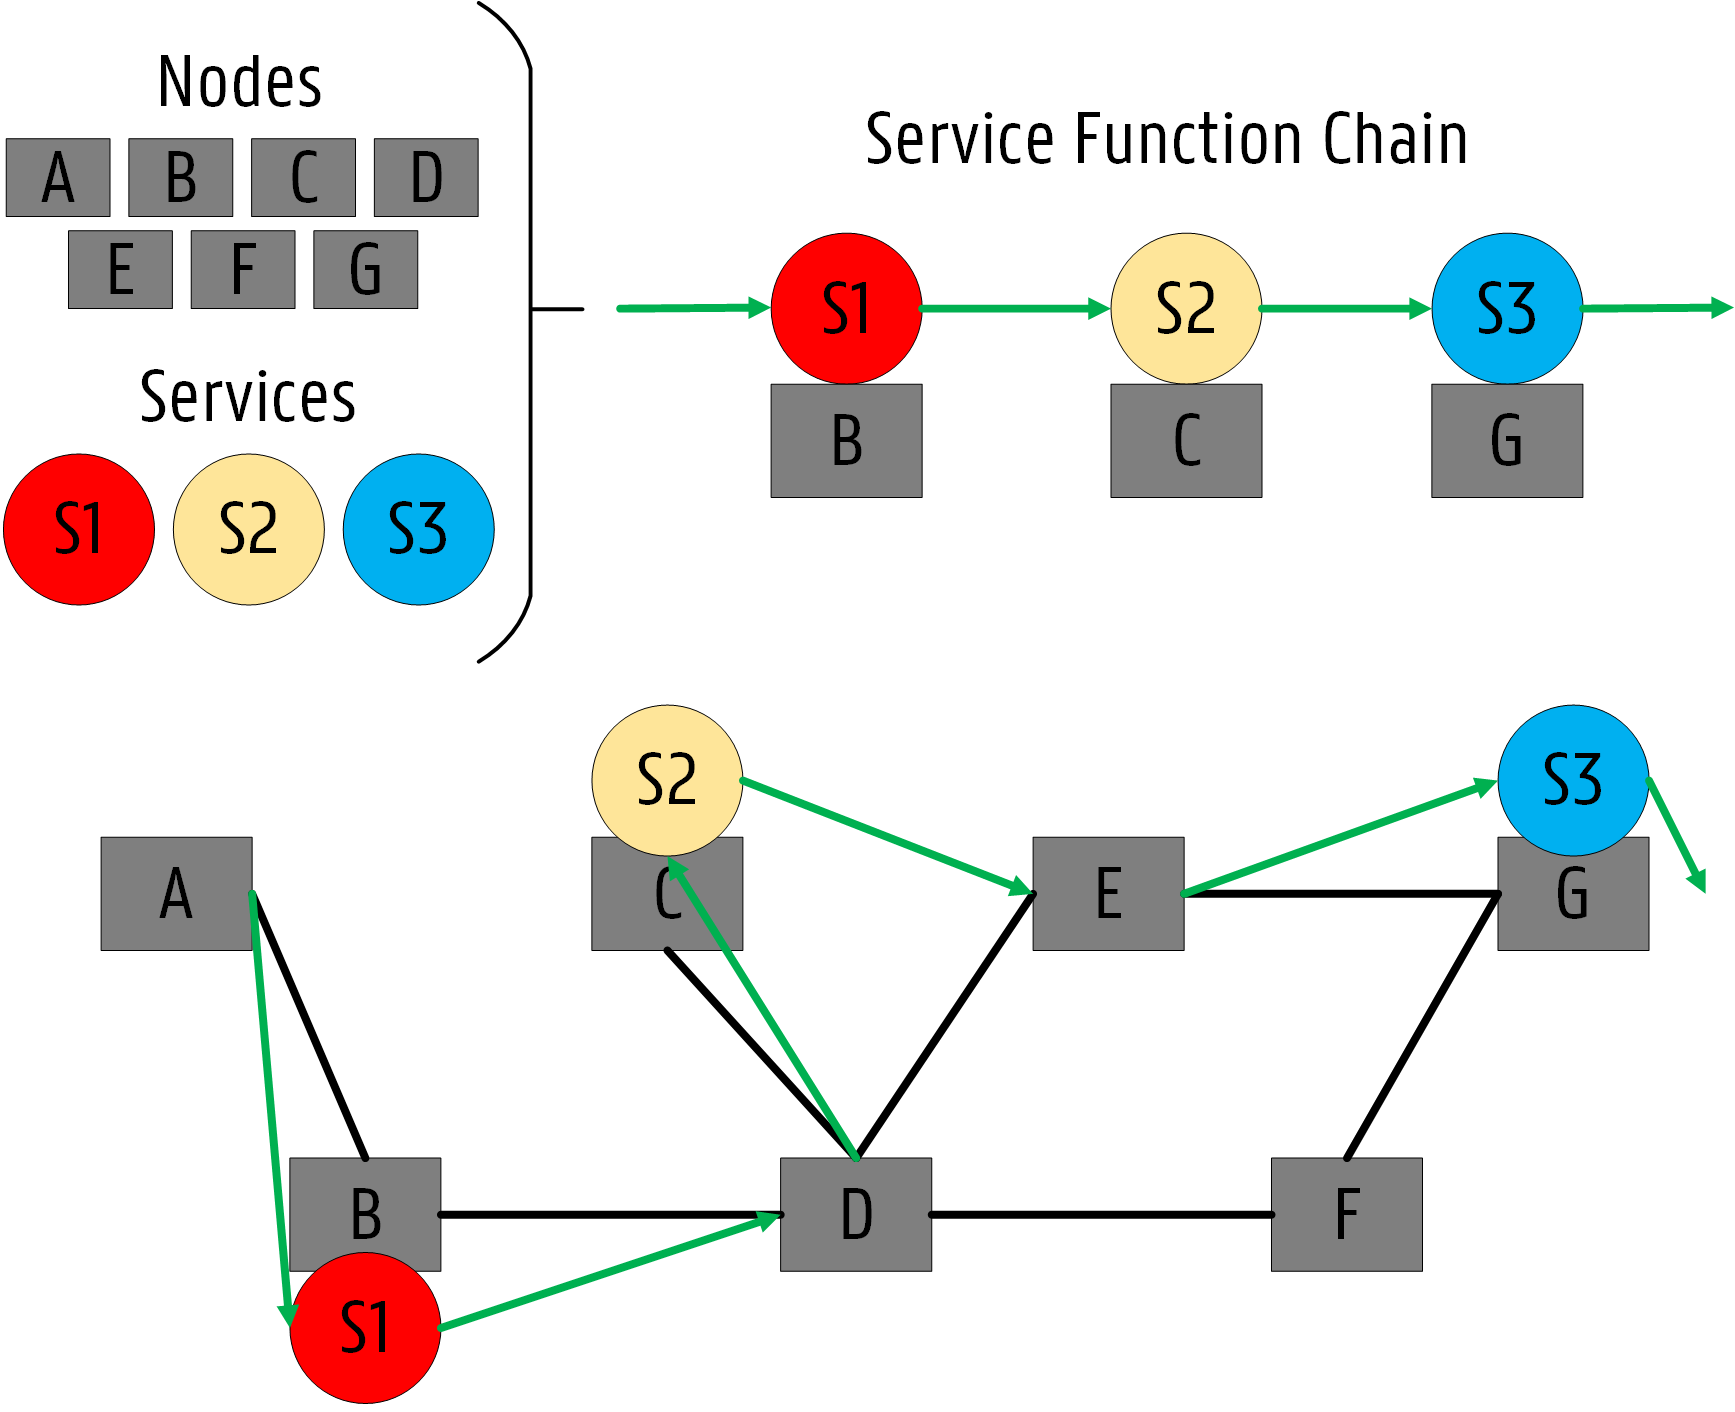 Nodes
A B C D
E F G
Services
S1 S2 S3
Service Function Chain
S1 S2 S3
B C G
S2 S3
A C E G
B D F
S1